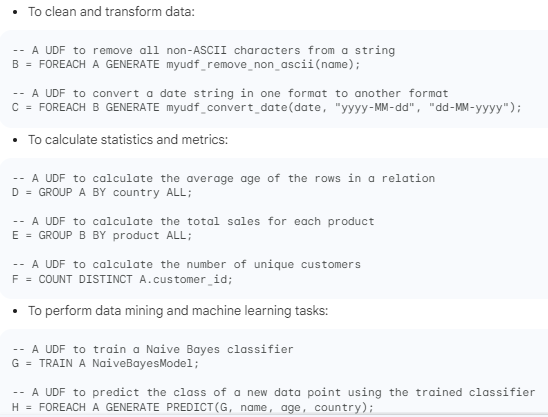 • To clean and transform data:
-- A UDF to remove all non-ASCII characters from a string
B = FOREACH A GENERATE myudf_remove_non_ascii(name);
-- A UDF to convert a date string in one format to another format
C = FOREACH B GENERATE myudf_convert_date(date, "yyyy-MM-dd", "dd-MM-yyyy");
• To calculate statistics and metrics:
-- A UDF to calculate the average age of the rows in a relation
D = GROUP A BY country ALL;
-- A UDF to calculate the total sales for each product
E = GROUP B BY product ALL;
-- A UDF to calculate the number of unique customers
F = COUNT DISTINCT A.customer_id;
• To perform data mining and machine learning tasks:
-- A UDF to train a Naive Bayes classifier
G = TRAIN A NaiveBayesModel;
-- A UDF to predict the class of a new data point using the trained classifier
H = FOREACH A GENERATE PREDICT(G, name, age, country);